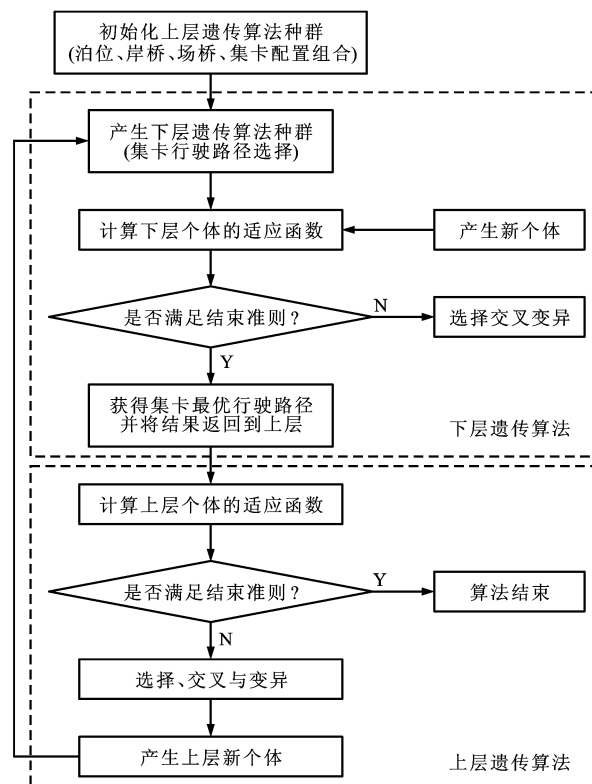 初始化上层遗传算法种群
(泊位、岸桥、场桥、集卡配置组合)
产生下层遗传算法种群
(集卡行驶路径选择)
计算下层个体的适应函数
产生新个体
是否满足结束准则?
N
选择交叉变异
Y
获得集卡最优行驶路径
并将结果返回到上层
下层遗传算法
计算上层个体的适应函数
是否满足结束准则?
Y
算法结束
N
选择、交叉与变异
产生上层新个体
上层遗传算法